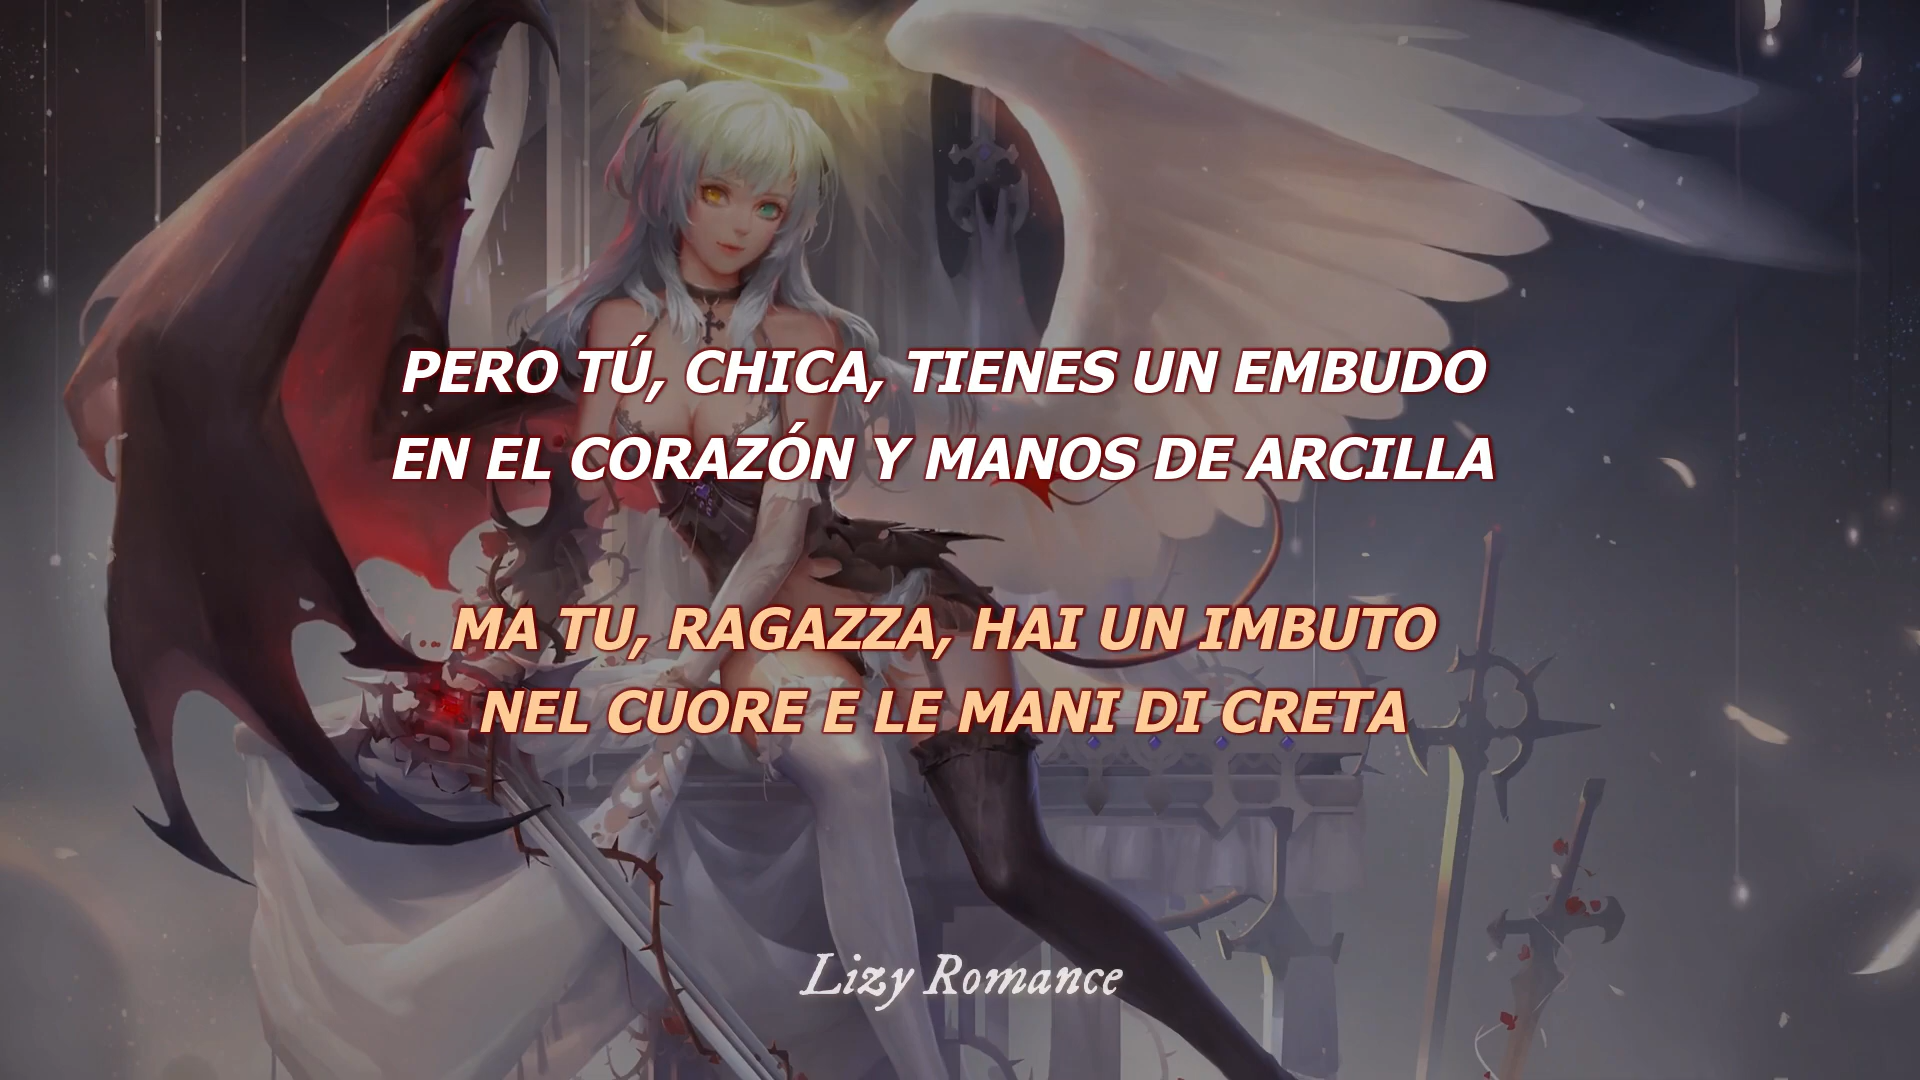 PERO TÚ, CHICA, TIENES UN EMBUDO
EN EL CORAZÓN Y MANOS DE ARCILLA
MA TU, RAGAZZA, HAI UN IMBUTO
NEL CUORE E LE MANI DI CRETA
Lizy Romance